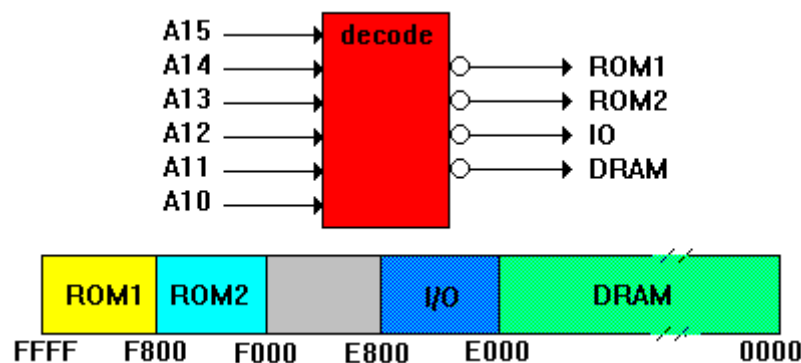 A15
A14
A13
A12
A11
A10
decode
ROM1
ROM2
IO
DRAM
ROM1 ROM2 I/O DRAM
FFFF F800 F000 E800 E000 0000